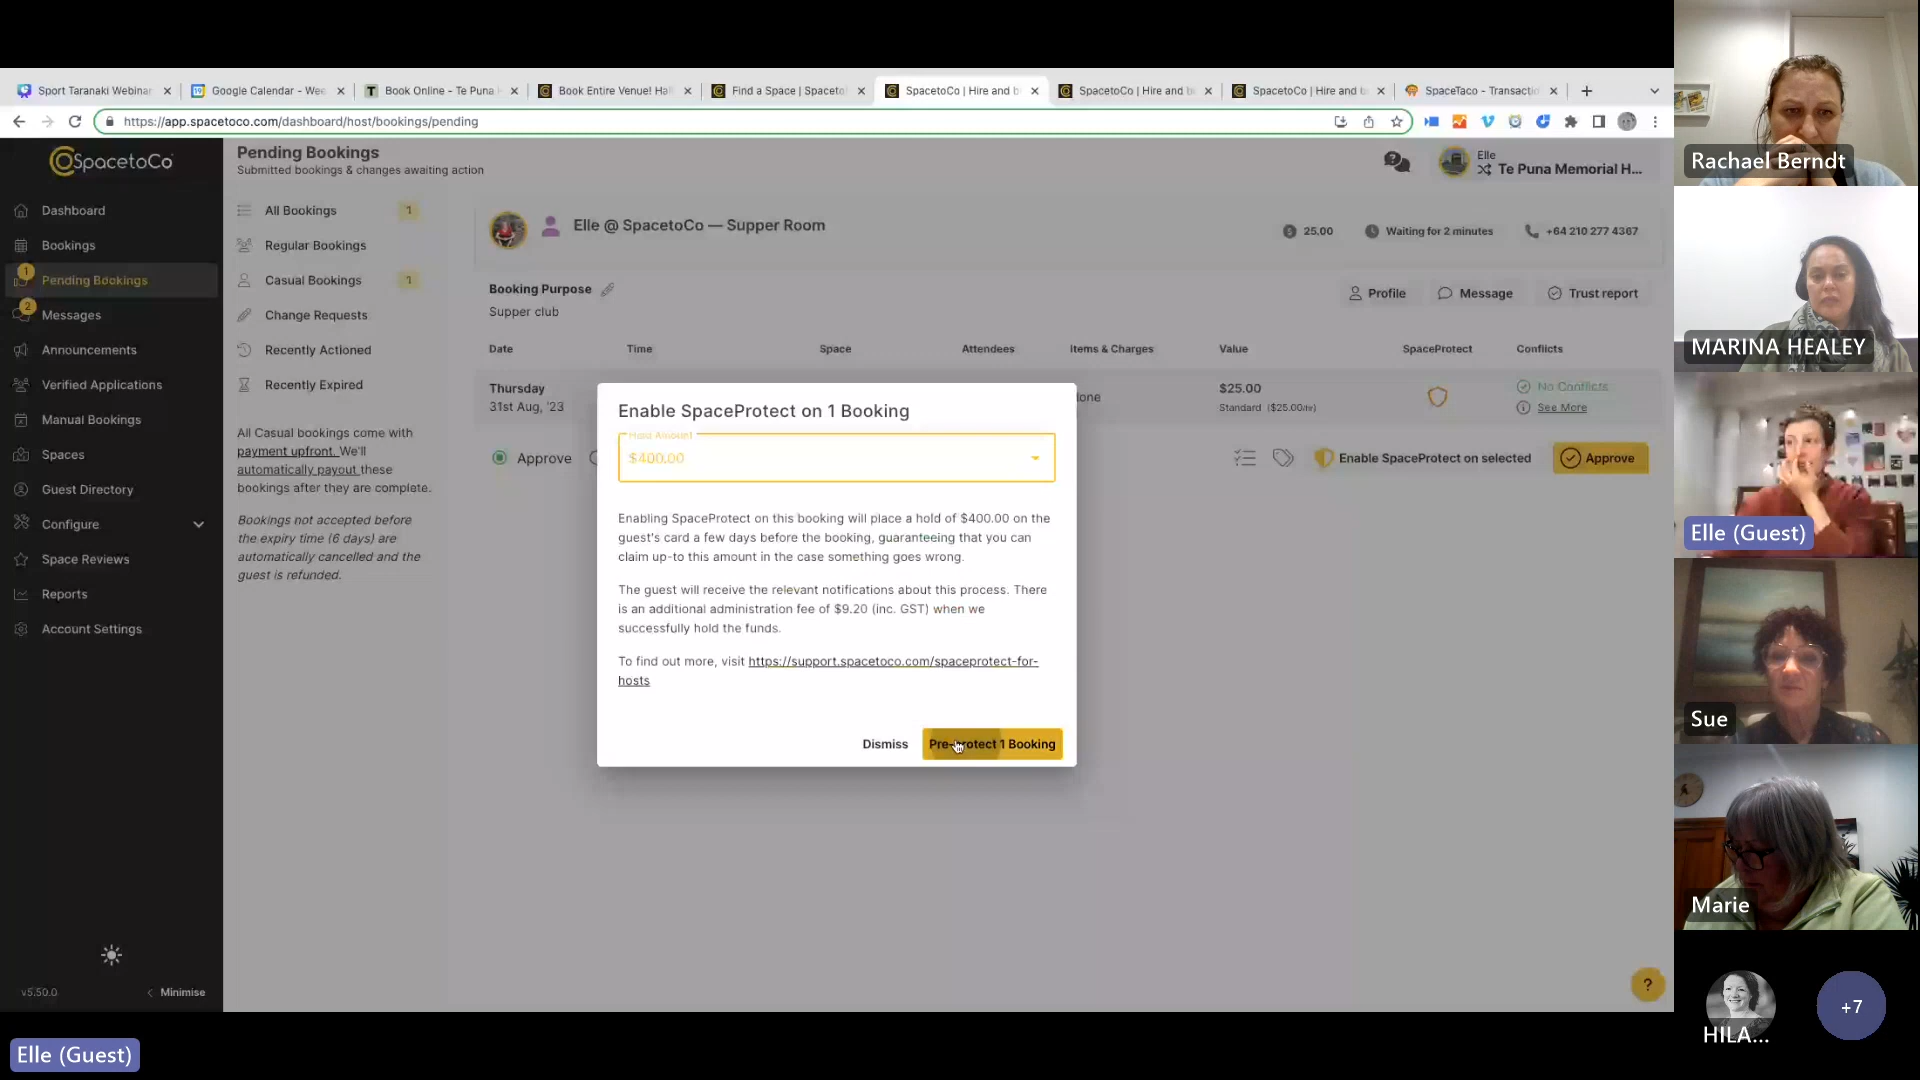 Sport Taranaki Webinar
Google Calendar - Wee
Book Online - Te Puna
Book Entire Venue! Hal
Find a Space | Spaceto
SpacetoCo | Hire and b
SpacetoCo | Hire and b
SpacetoCo | Hire and b
SpaceTaco - Transactio
https://app.spacetoco.com/dashboard/host/bookings/pending
SpacetoCo
Dashboard
Bookings
1
Pending Bookings
2
Messages
Announcements
Verified Applications
Manual Bookings
Spaces
Guest Directory
Configure
Space Reviews
Reports
Account Settings
v5.50.0
Minimise
Pending Bookings
Submitted bookings & changes awaiting action
Elle
Te Puna Memorial H...
All Bookings 1
Regular Bookings
Casual Bookings 1
Change Requests
Recently Actioned
Recently Expired
All Casual bookings come with
payment upfront. We'll
automatically payout these
bookings after they are complete.
Bookings not accepted before
the expiry time (6 days) are
automatically cancelled and the
guest is refunded.
Elle @ SpacetoCo — Supper Room
25.00
Waiting for 2 minutes
+64 210 277 4367
Booking Purpose
Supper club
Profile
Message
Trust report
Date Time Space Attendees Items & Charges Value SpaceProtect Conflicts
Thursday
31st Aug, '23
one
$25.00
Standard ($25.00/hr)
No Conflicts
See More
Approve
Enable SpaceProtect on selected
Approve
Enable SpaceProtect on 1 Booking
Hold Amount
$400.00
Enabling SpaceProtect on this booking will place a hold of $400.00 on the
guest's card a few days before the booking, guaranteeing that you can
claim up-to this amount in the case something goes wrong.
The guest will receive the relevant notifications about this process. There
is an additional administration fee of $9.20 (inc. GST) when we
successfully hold the funds.
To find out more, visit https://support.spacetoco.com/spaceprotect-for-
hosts
Dismiss
Pre-protect 1 Booking
?
Rachael Berndt
MARINA HEALEY
Elle (Guest)
Sue
Marie
HILA...
+7
Elle (Guest)